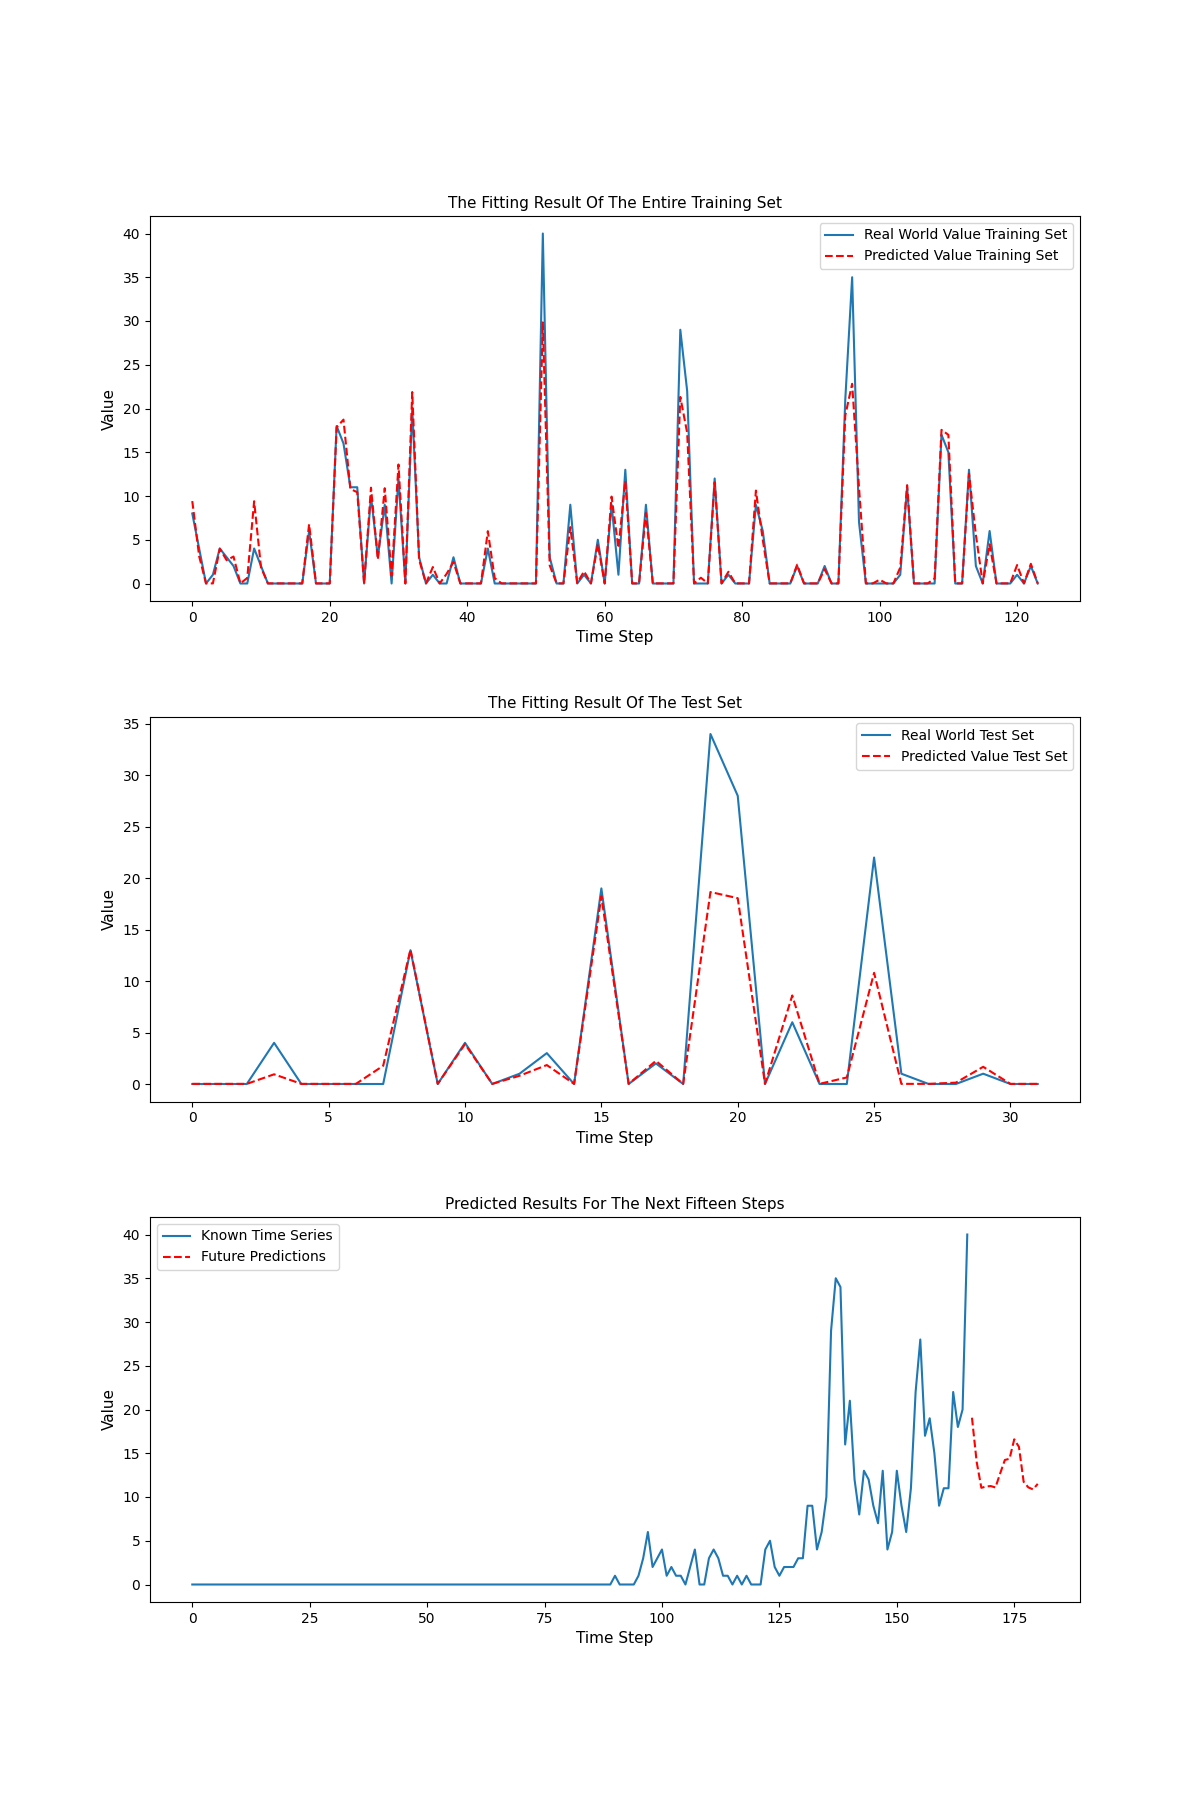 The Fitting Result Of The Entire Training Set
Real World Value Training Set
Predicted Value Training Set
Value
40
35
30
25
20
15
10
5
0
0 20 40 60 80 100 120
Time Step
The Fitting Result Of The Test Set
Real World Test Set
Predicted Value Test Set
Value
35
30
25
20
15
10
5
0
0 5 10 15 20 25 30
Time Step
Predicted Results For The Next Fifteen Steps
Known Time Series
Future Predictions
Value
40
35
30
25
20
15
10
5
0
0 25 50 75 100 125 150 175
Time Step